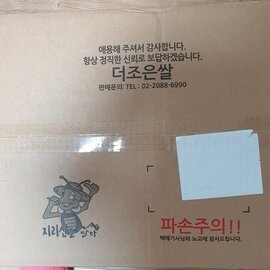 애용해 주셔서 감사합니다.
항상 정직한 신뢰로 보답하겠습니다.
더조은쌀
판매문의: TEL : 02-2088-6990
지리산
파손주의!!
택배기사님의 노고에 감사드립니다.